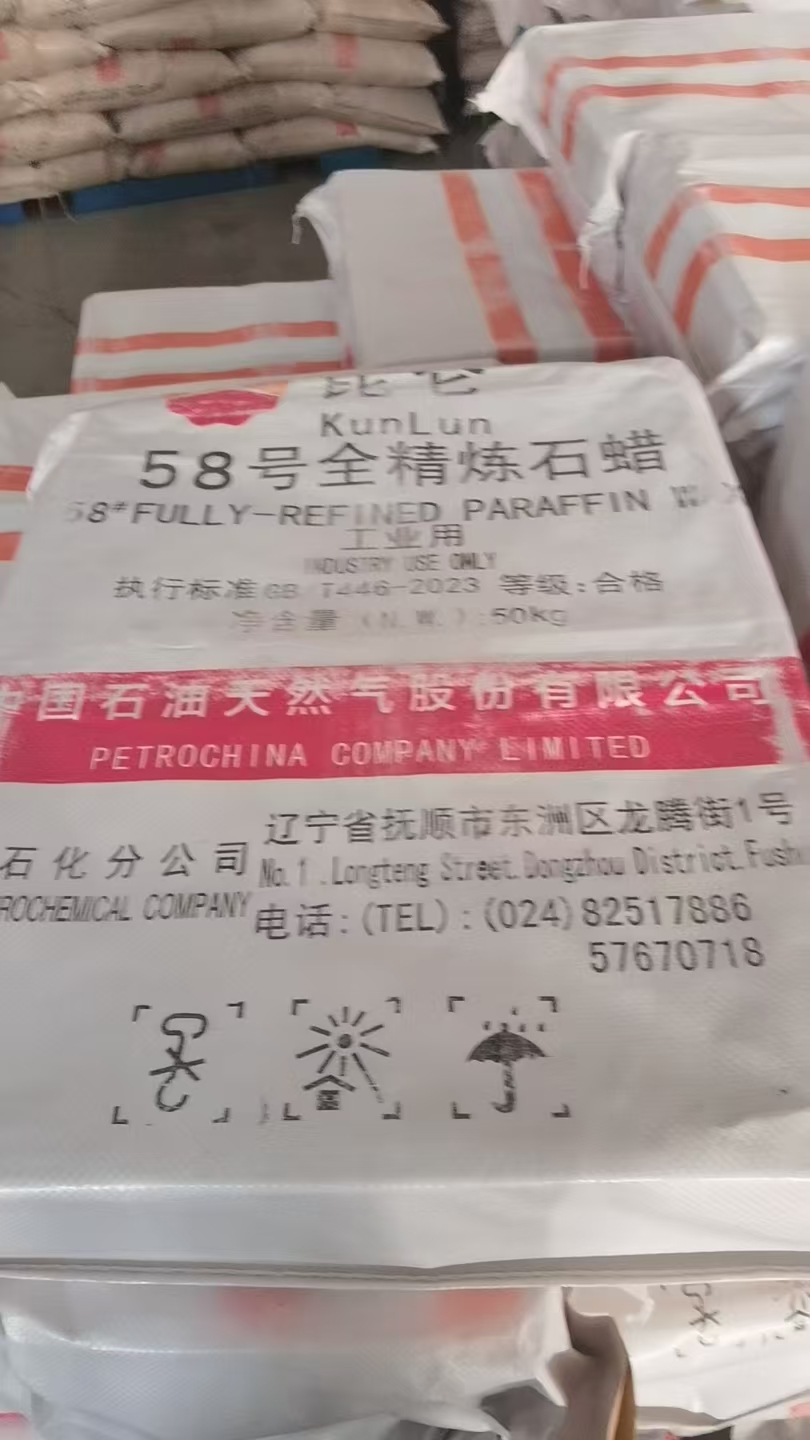 昆仑
KunLun
58号全精炼石蜡
58#FULLY-REFINED PARAFFIN
工业用
INDUSTRY USE ONLY
执行标准GB/T446-2023 等级:合格
净含量(N.W.):50kg
中国石油天然气股份有限公司
PETROCHINA COMPANY LIMITED
石化分公司
ROCHEMICAL COMPANY
辽宁省抚顺市东洲区龙腾街1号
No.1.Longteng Street.Dongzhou District.Fush
电话:(TEL):(024)82517886
57670718